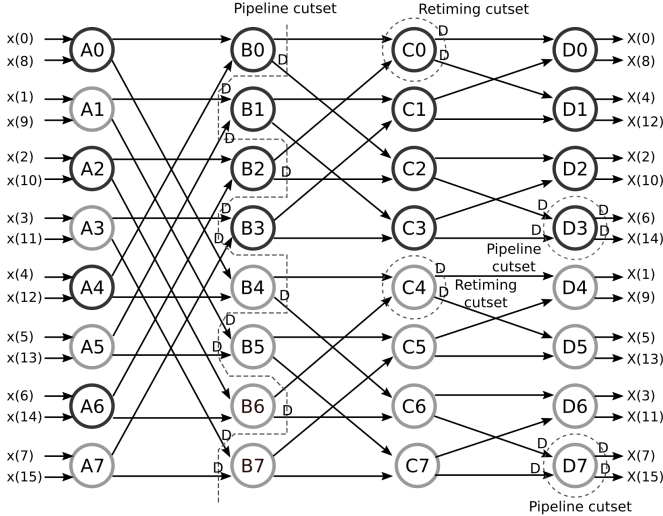 Pipeline cutset Retiming cutset
x(0) A0 B0 D C0 D D0 X(0)
x(8) D X(8)
x(1) A1 D B1 C1 D1 X(4)
x(9) D X(12)
x(2) A2 B2 D C2 D2 X(2)
x(10) X(10)
x(3) A3 D B3 C3 D D3 D X(6)
x(11) D D D X(14)
Pipeline cutset
x(4) A4 B4 D C4 D D4 X(1)
x(12) D X(9)
Retiming cutset
x(5) A5 D B5 C5 D5 X(5)
x(13) D X(13)
x(6) A6 B6 D C6 D6 X(3)
x(14) X(11)
x(7) A7 D B7 C7 D D7 D X(7)
x(15) D D D X(15)
Pipeline cutset